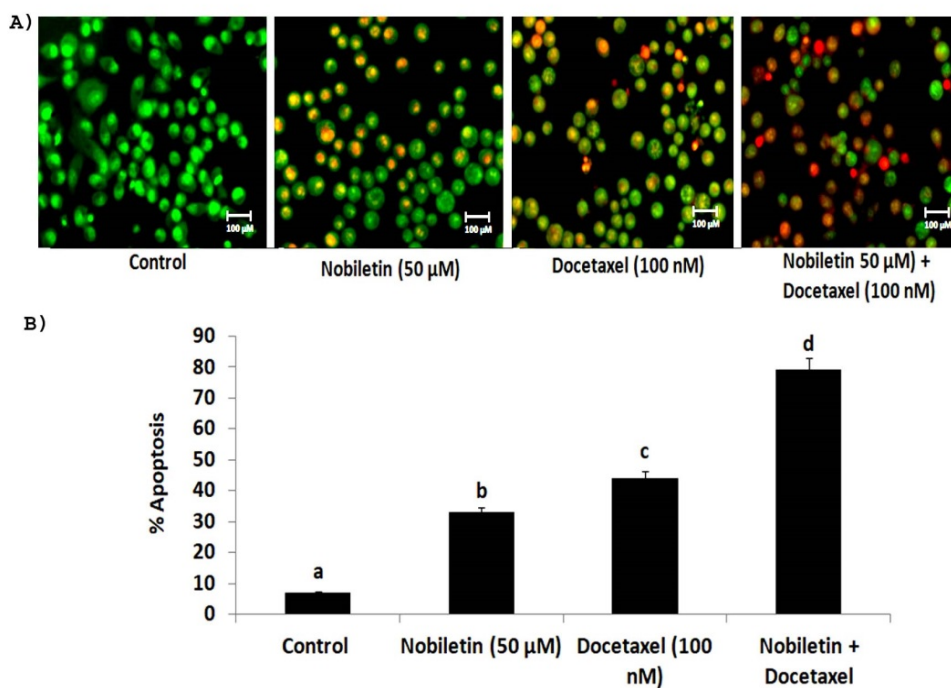 A)
100 µM
100 µM
100 µM
100 µM
Control
Nobiletin (50 µM)
Docetaxel (100 nM)
Nobiletin 50 µM) +
Docetaxel (100 nM)
B)
90
80
70
60
50
40
30
20
10
0
% Apoptosis
a
b
c
d
Control
Nobiletin (50 µM)
Docetaxel (100
nM)
Nobiletin +
Docetaxel